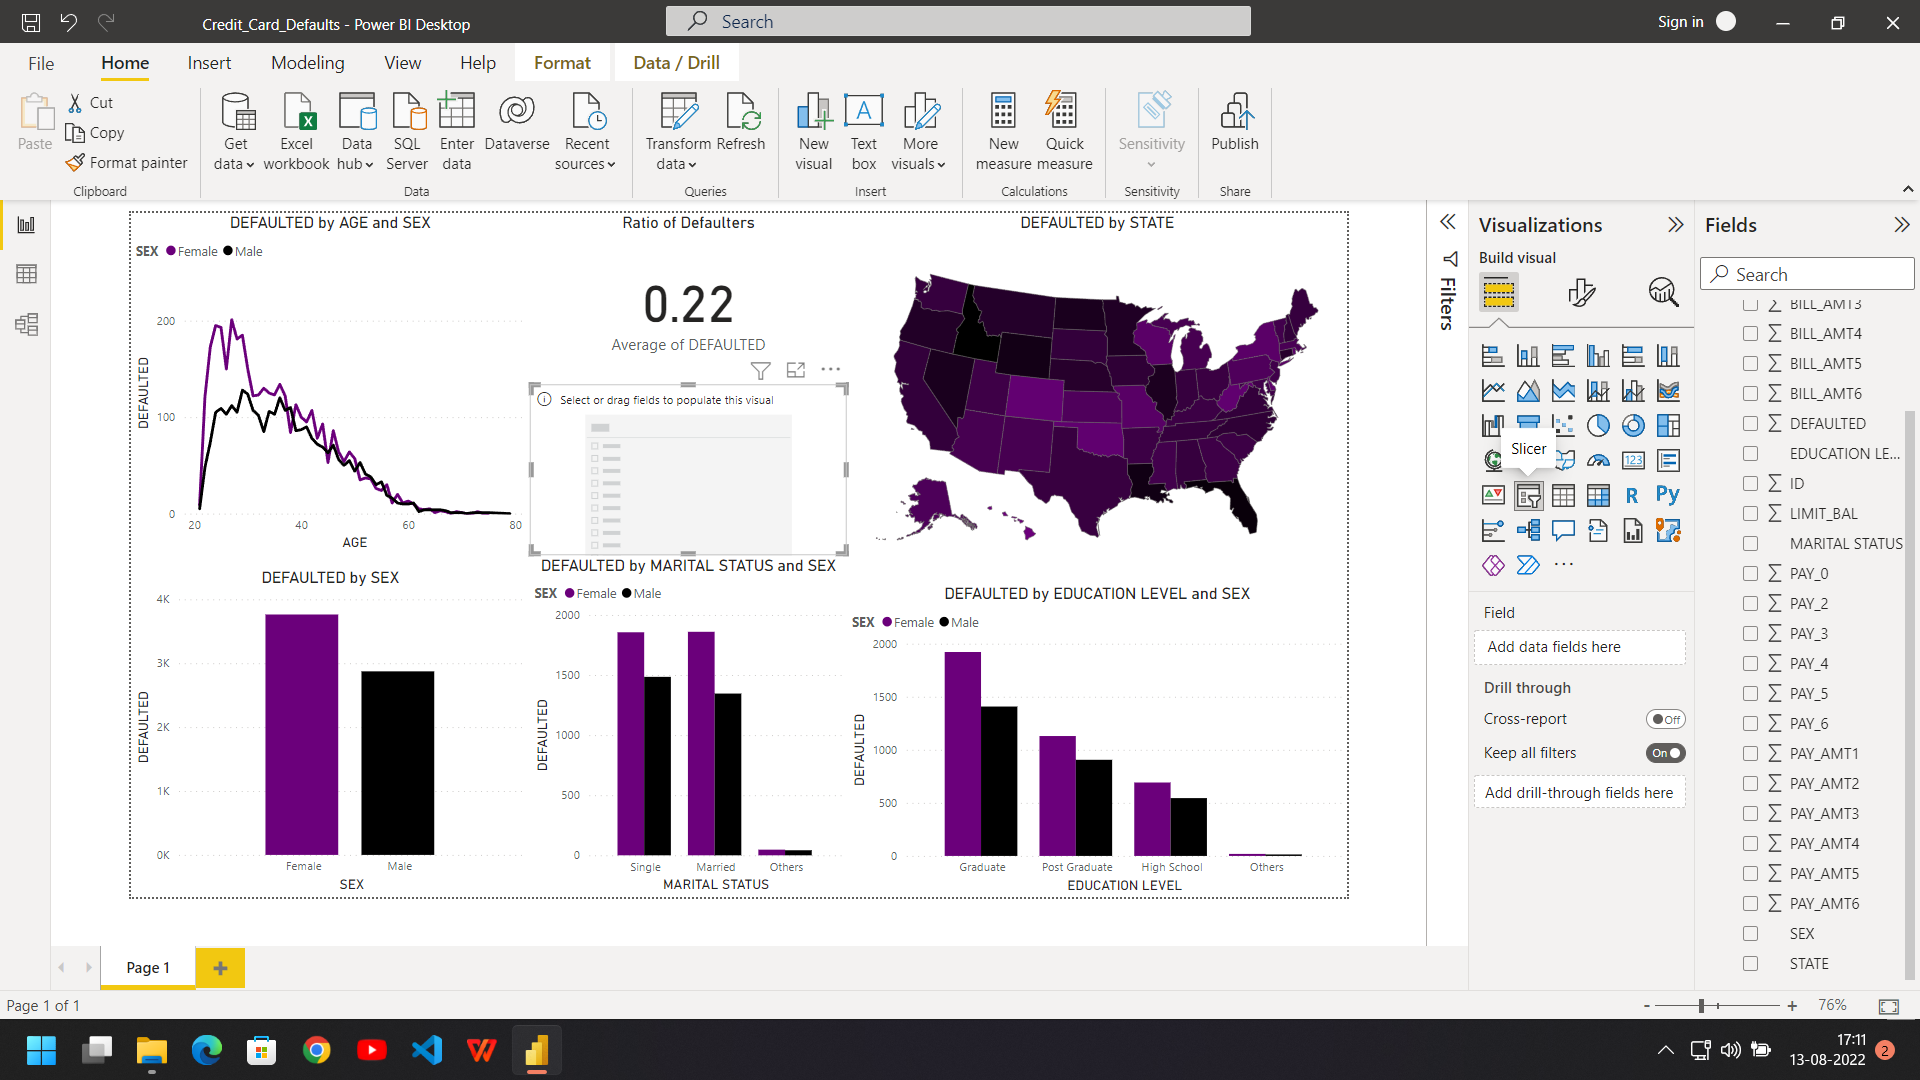 Credit_Card_Defaults - Power BI Desktop
Search
Sign in
File Home Insert Modeling View Help Format Data / Drill
Paste
Cut
Copy
Format painter
Clipboard
Get data
Excel workbook
Data hub
SQL Server
Enter data
Dataverse
Recent sources
Data
Transform data
Refresh
Queries
New visual
Text box
More visuals
Insert
New measure
Quick measure
Calculations
Sensitivity
Sensitivity
Publish
Share
DEFAULTED by AGE and SEX
SEX Female Male
DEFAULTED
200
100
0
20 40 60 80
AGE
Ratio of Defaulters
0.22
Average of DEFAULTED
Select or drag fields to populate this visual
DEFAULTED by STATE
DEFAULTED by SEX
DEFAULTED
4K
3K
2K
1K
0K
Female Male
SEX
DEFAULTED by MARITAL STATUS and SEX
SEX Female Male
DEFAULTED
2000
1500
1000
500
0
Single Married Others
MARITAL STATUS
DEFAULTED by EDUCATION LEVEL and SEX
SEX Female Male
DEFAULTED
2000
1500
1000
500
0
Graduate Post Graduate High School Others
EDUCATION LEVEL
Filters
Visualizations
Build visual
Slicer
123
R Py
Field
Add data fields here
Drill through
Cross-report
Off
Keep all filters
On
Add drill-through fields here
Fields
Search
BILL_AMT3
BILL_AMT4
BILL_AMT5
BILL_AMT6
DEFAULTED
EDUCATION LE...
ID
LIMIT_BAL
MARITAL STATUS
PAY_0
PAY_2
PAY_3
PAY_4
PAY_5
PAY_6
PAY_AMT1
PAY_AMT2
PAY_AMT3
PAY_AMT4
PAY_AMT5
PAY_AMT6
SEX
STATE
Page 1
Page 1 of 1
- + 76%
17:11
13-08-2022
2